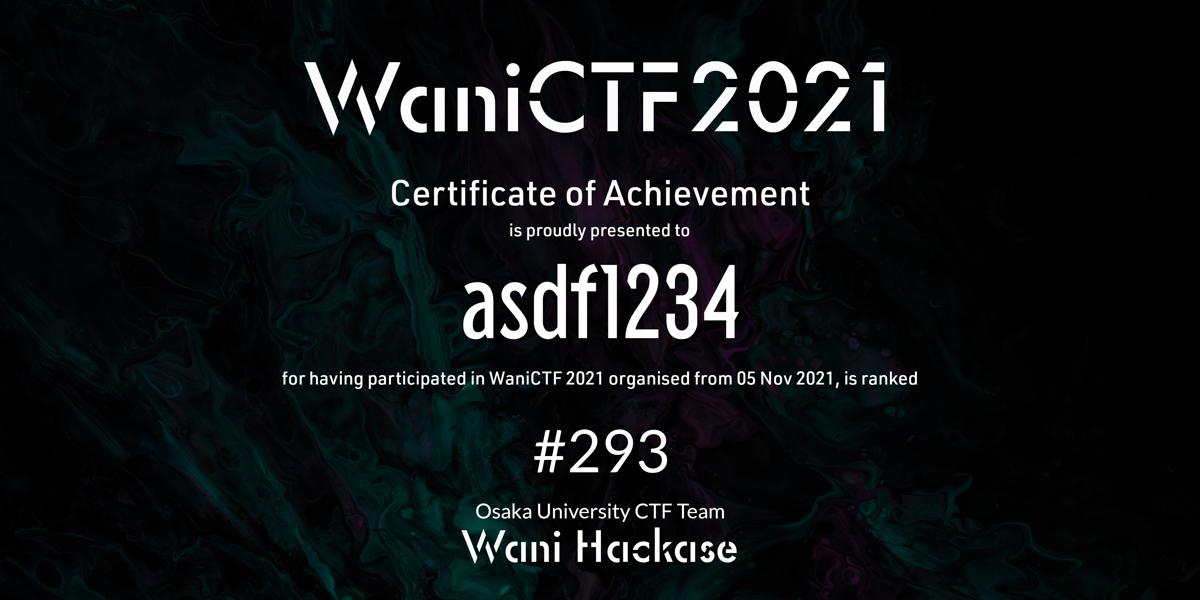 WaniCTF2021
Certificate of Achievement
is proudly presented to
asdf1234
for having participated in WaniCTF 2021 organised from 05 Nov 2021, is ranked
#293
Osaka University CTF Team
Wani Hackase